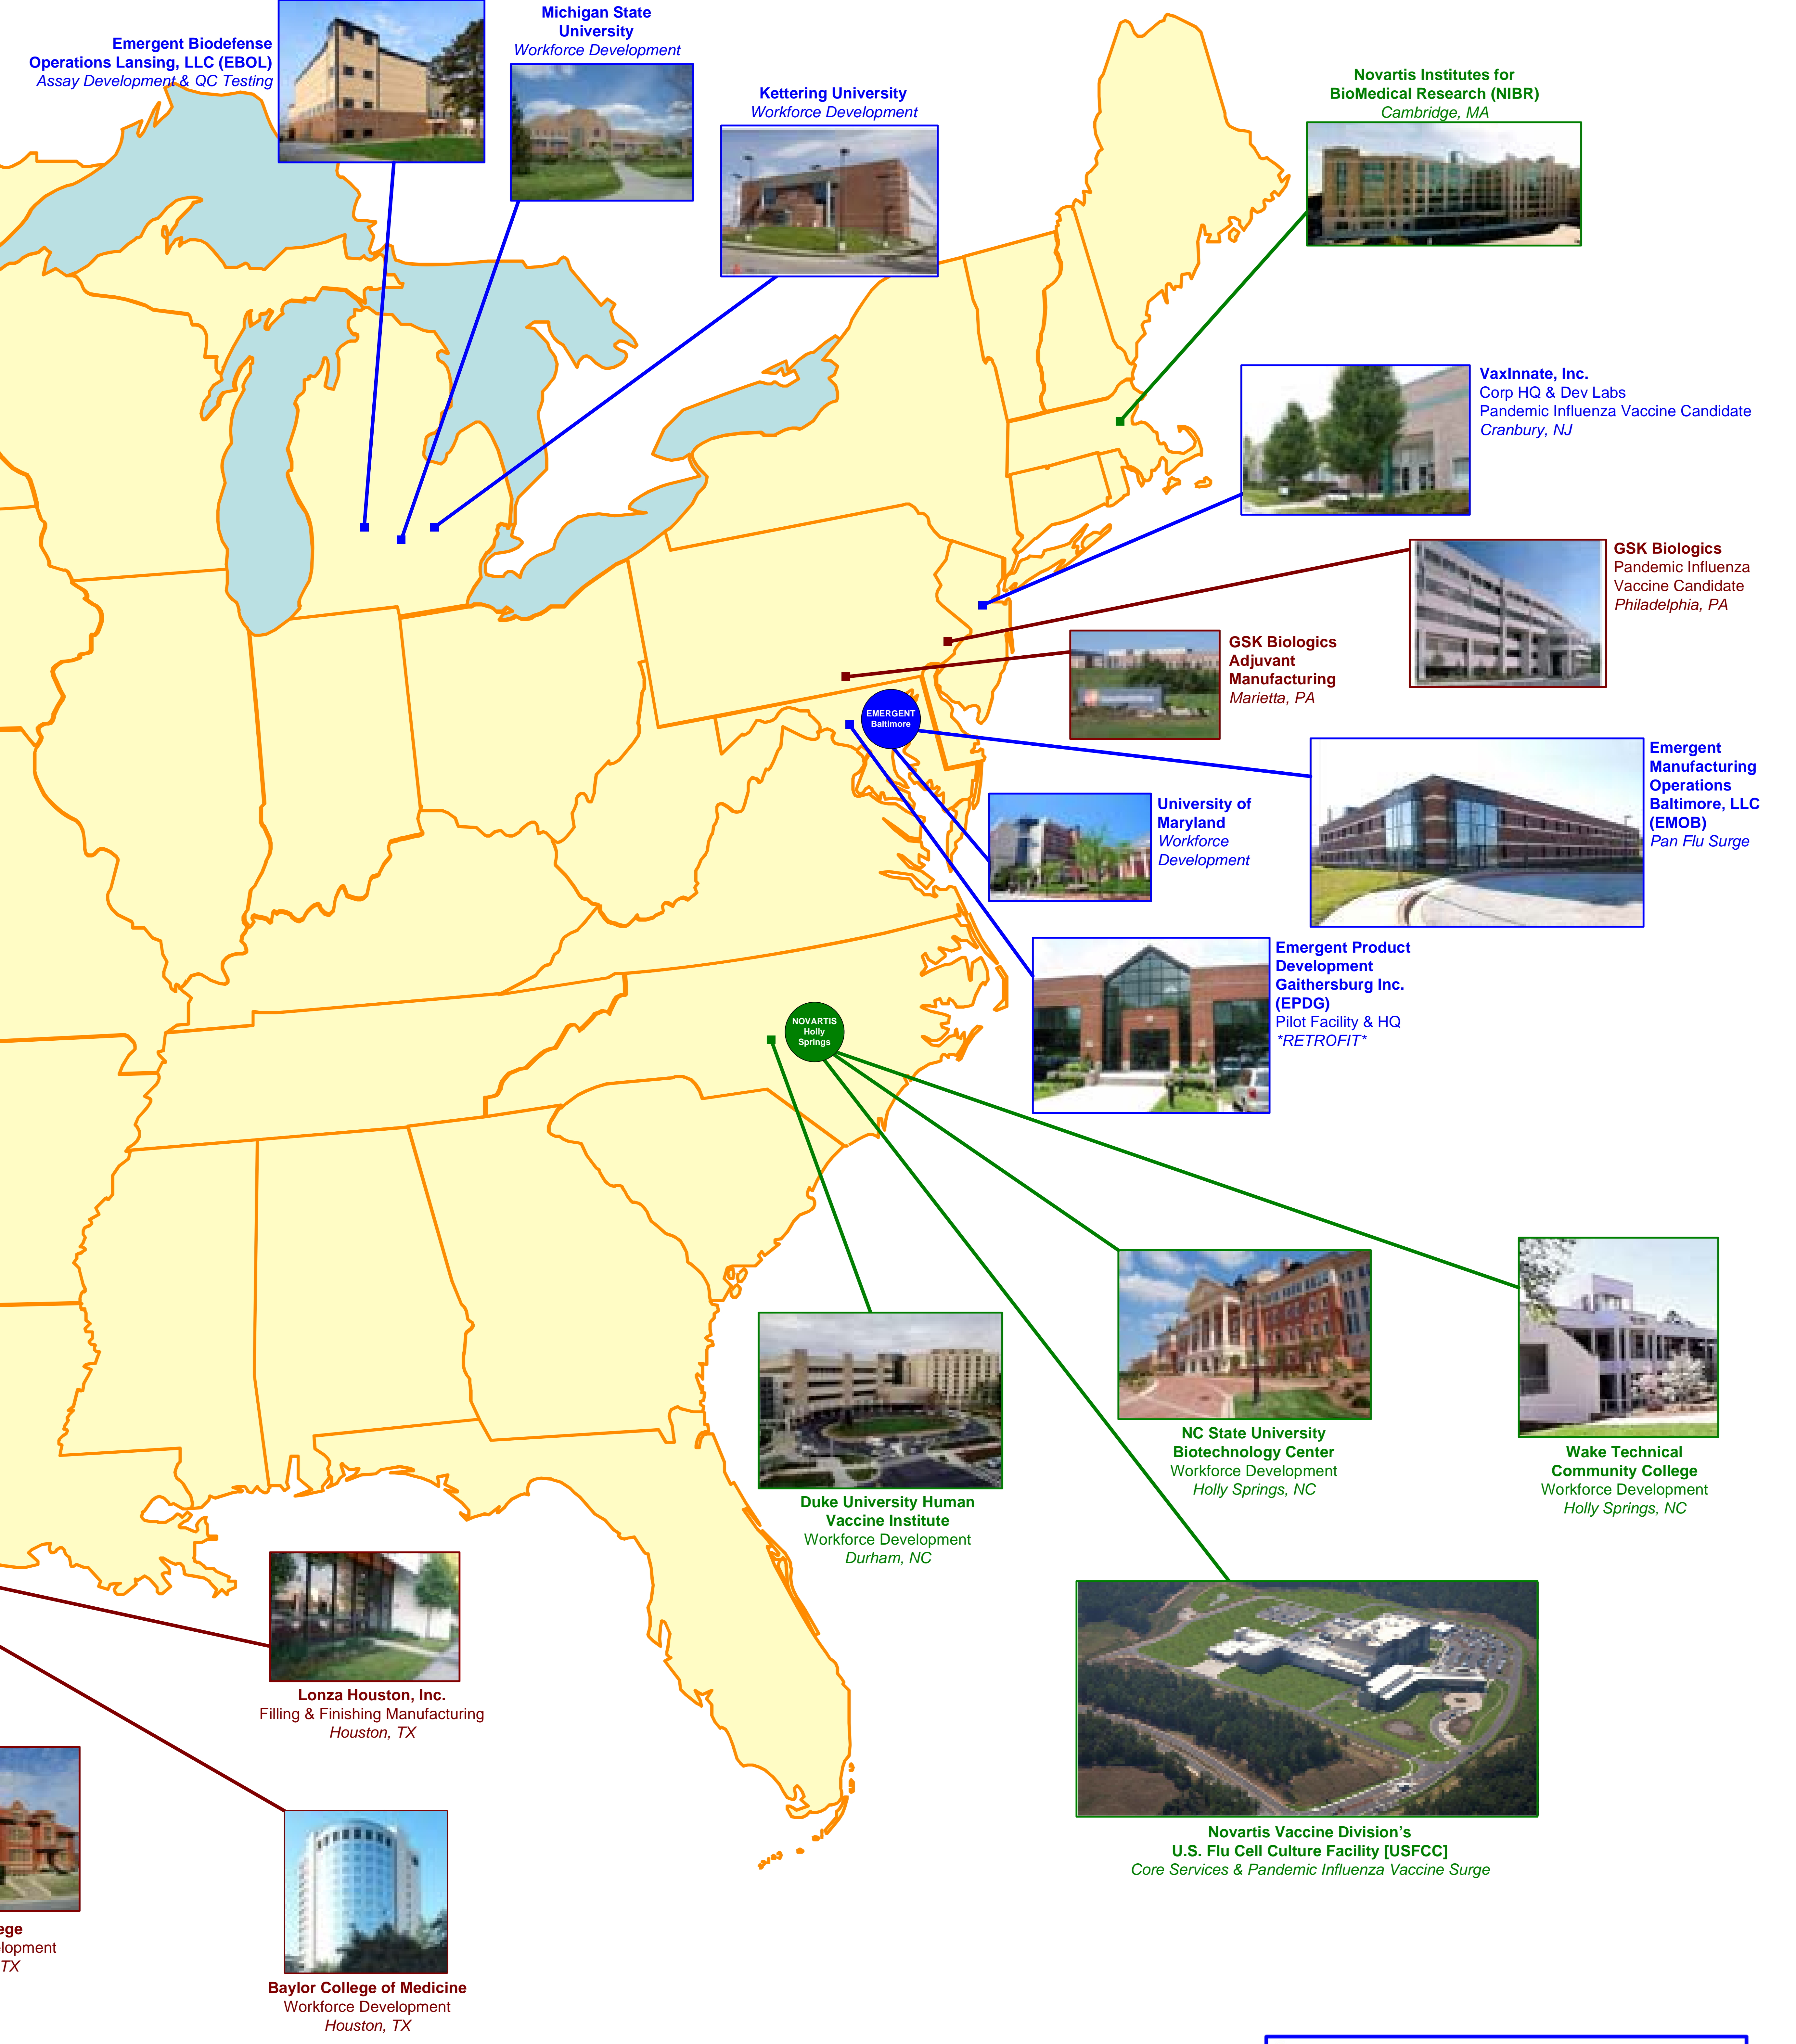 Emergent Biodefense
Operations Lansing, LLC (EBOL)
Assay Development & QC Testing
Michigan State
University
Workforce Development
Kettering University
Workforce Development
Novartis Institutes for
BioMedical Research (NIBR)
Cambridge, MA
VaxInnate, Inc.
Corp HQ & Dev Labs
Pandemic Influenza Vaccine Candidate
Cranbury, NJ
GSK Biologics
Pandemic Influenza
Vaccine Candidate
Philadelphia, PA
GSK Biologics
Adjuvant
Manufacturing
Marietta, PA
EMERGENT
Baltimore
Emergent
Manufacturing
Operations
Baltimore, LLC
(EMOB)
Pan Flu Surge
University of
Maryland
Workforce
Development
Emergent Product
Development
Gaithersburg Inc.
(EPDG)
Pilot Facility & HQ
*RETROFIT*
NOVARTIS
Holly
Springs
NC State University
Biotechnology Center
Workforce Development
Holly Springs, NC
Wake Technical
Community College
Workforce Development
Holly Springs, NC
Duke University Human
Vaccine Institute
Workforce Development
Durham, NC
Lonza Houston, Inc.
Filling & Finishing Manufacturing
Houston, TX
Novartis Vaccine Division's
U.S. Flu Cell Culture Facility [USFCC]
Core Services & Pandemic Influenza Vaccine Surge
ege
lopment
TX
Baylor College of Medicine
Workforce Development
Houston, TX